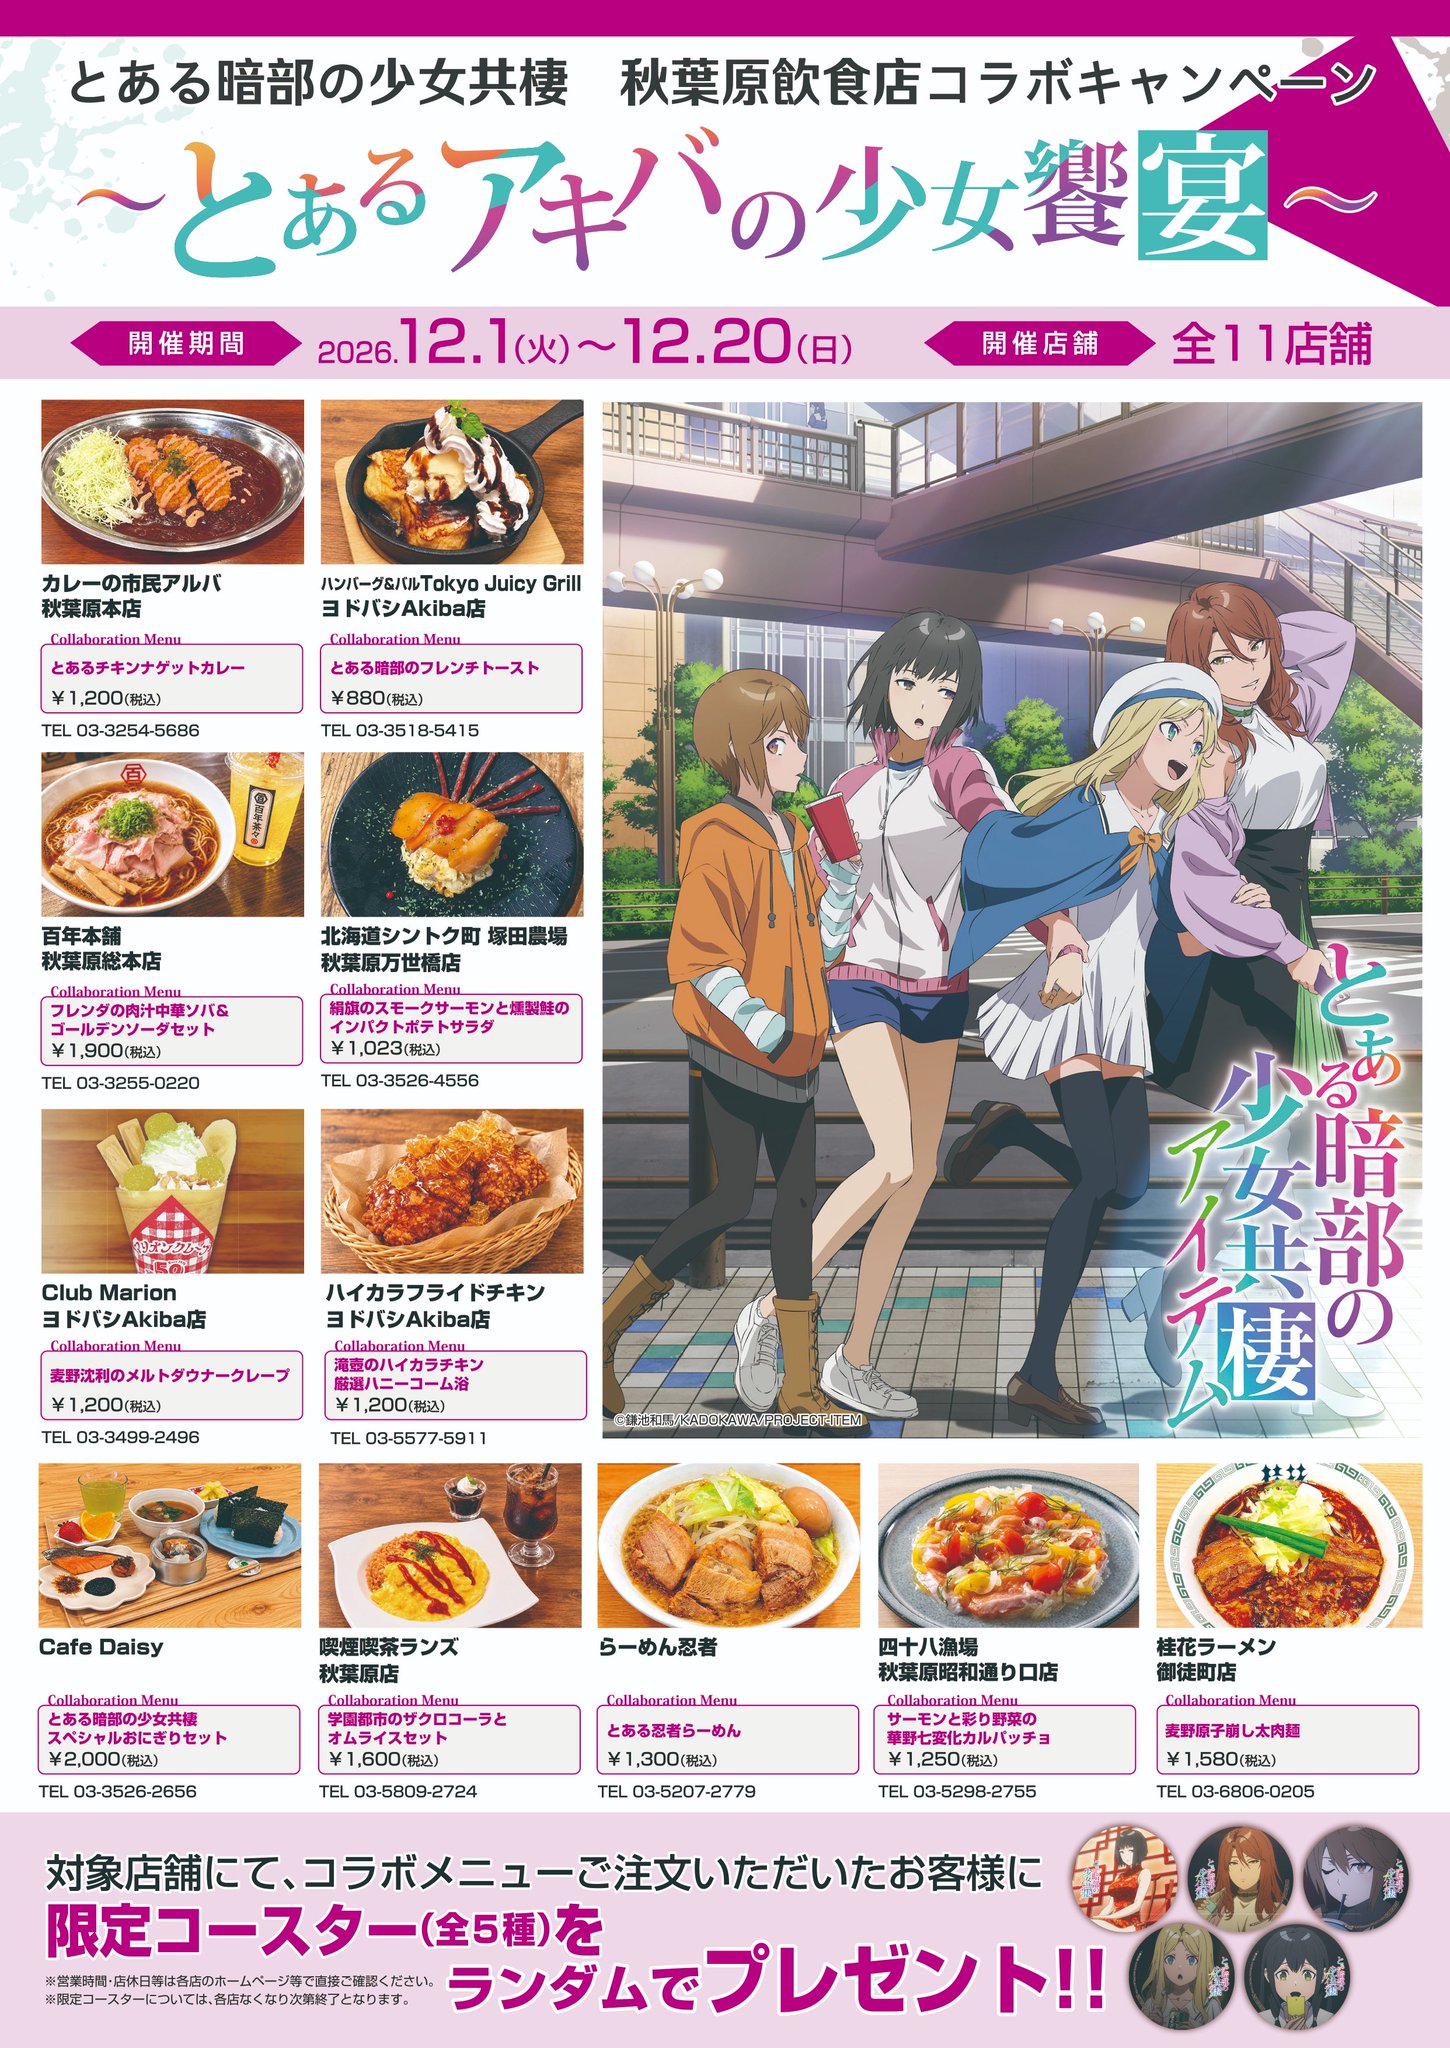 とある暗部の少女共棲 秋葉原飲食店コラボキャンペーン
～とあるアキバの少女饗宴～
開催期間 2026.12.1(火)～12.20(日) 開催店舗 全11店舗
カレーの市民アルバ
秋葉原本店
Collaboration Menu
とあるチキンナゲットカレー
￥1,200(税込)
TEL 03-3254-5686
ハンバーグ&バルTokyo Juicy Grill
ヨドバシAkiba店
Collaboration Menu
とある暗部のフレンチトースト
￥880(税込)
TEL 03-3518-5415
百
百年茶々
百年本舗
秋葉原総本店
Collaboration Menu
フレンダの肉汁中華ソバ&
ゴールデンソーダセット
￥1,900(税込)
TEL 03-3255-0220
北海道シントク町 塚田農場
秋葉原万世橋店
Collaboration Menu
絹旗のスモークサーモンと燻製鮭の
インパクトポテトサラダ
￥1,023(税込)
TEL 03-3526-4556
マリオンクレープ
50
Club Marion
ヨドバシAkiba店
Collaboration Menu
麦野沈利のメルトダウナークレープ
￥1,200(税込)
TEL 03-3499-2496
ハイカラフライドチキン
ヨドバシAkiba店
Collaboration Menu
滝壺のハイカラチキン
厳選ハニーコーム浴
￥1,200(税込)
TEL 03-5577-5911
とある暗部の
少女共棲
アイテム
©鎌池和馬/KADOKAWA/PROJECT-ITEM
Cafe Daisy
Collaboration Menu
とある暗部の少女共棲
スペシャルおにぎりセット
￥2,000(税込)
TEL 03-3526-2656
喫煙喫茶ランズ
秋葉原店
Collaboration Menu
学園都市のザクロコーラと
オムライスセット
￥1,600(税込)
TEL 03-5809-2724
らーめん忍者
Collaboration Menu
とある忍者らーめん
￥1,300(税込)
TEL 03-5207-2779
四十八漁場
秋葉原昭和通り口店
Collaboration Menu
サーモンと彩り野菜の
華野七変化カルパッチョ
￥1,250(税込)
TEL 03-5298-2755
桂花ラーメン
御徒町店
Collaboration Menu
麦野原子崩し太肉麺
￥1,580(税込)
TEL 03-6806-0205
対象店舗にて、コラボメニューご注文いただいたお客様に
限定コースター(全5種)を
ランダムでプレゼント!!
※営業時間・店休日等は各店のホームページ等で直接ご確認ください。
※限定コースターについては、各店なくなり次第終了となります。